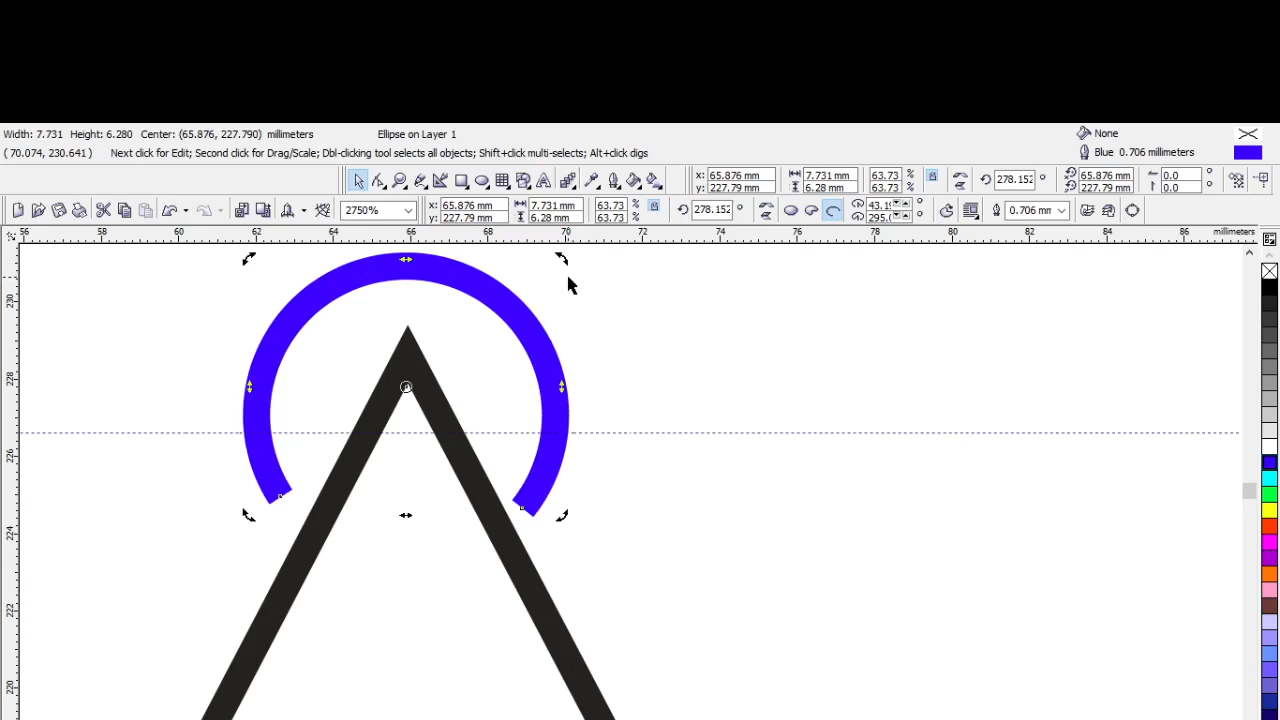 Width: 7.731 Height: 6.280 Center: (65.876, 227.790) millimeters Ellipse on Layer 1 None
( 70.074, 230.641 ) Next click for Edit; Second click for Drag/Scale; Dbl-clicking tool selects all objects; Shift+click multi-selects; Alt+click digs Blue 0.706 millimeters
x: 65.876 mm 7.731 mm 63.73 % 278.152 ° 65.876 mm 0.0 °
y: 227.79 mm 6.28 mm 63.73 % 227.79 mm 0.0 °
2750% x: 65.876 mm 7.731 mm 63.73 % 278.152 ° 43.1 ° 0.706 mm
y: 227.79 mm 6.28 mm 63.73 % 295.0 °
56 58 60 62 64 66 68 70 72 74 76 78 80 82 84 86 millimeters
230
228
226
224
222
220